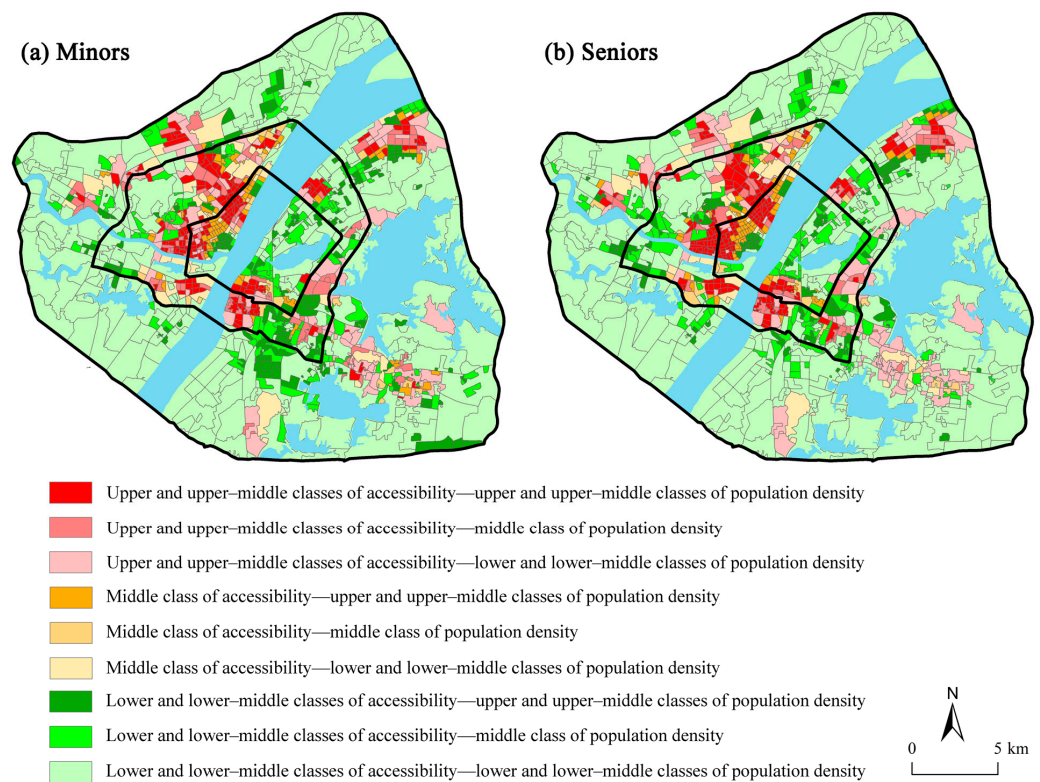 (a) Minors
(b) Seniors
Upper and upper–middle classes of accessibility—upper and upper–middle classes of population density
Upper and upper–middle classes of accessibility—middle class of population density
Upper and upper–middle classes of accessibility—lower and lower–middle classes of population density
Middle class of accessibility—upper and upper–middle classes of population density
Middle class of accessibility—middle class of population density
Middle class of accessibility—lower and lower–middle classes of population density
Lower and lower–middle classes of accessibility—upper and upper–middle classes of population density
Lower and lower–middle classes of accessibility—middle class of population density
Lower and lower–middle classes of accessibility—lower and lower–middle classes of population density
N
0 5 km